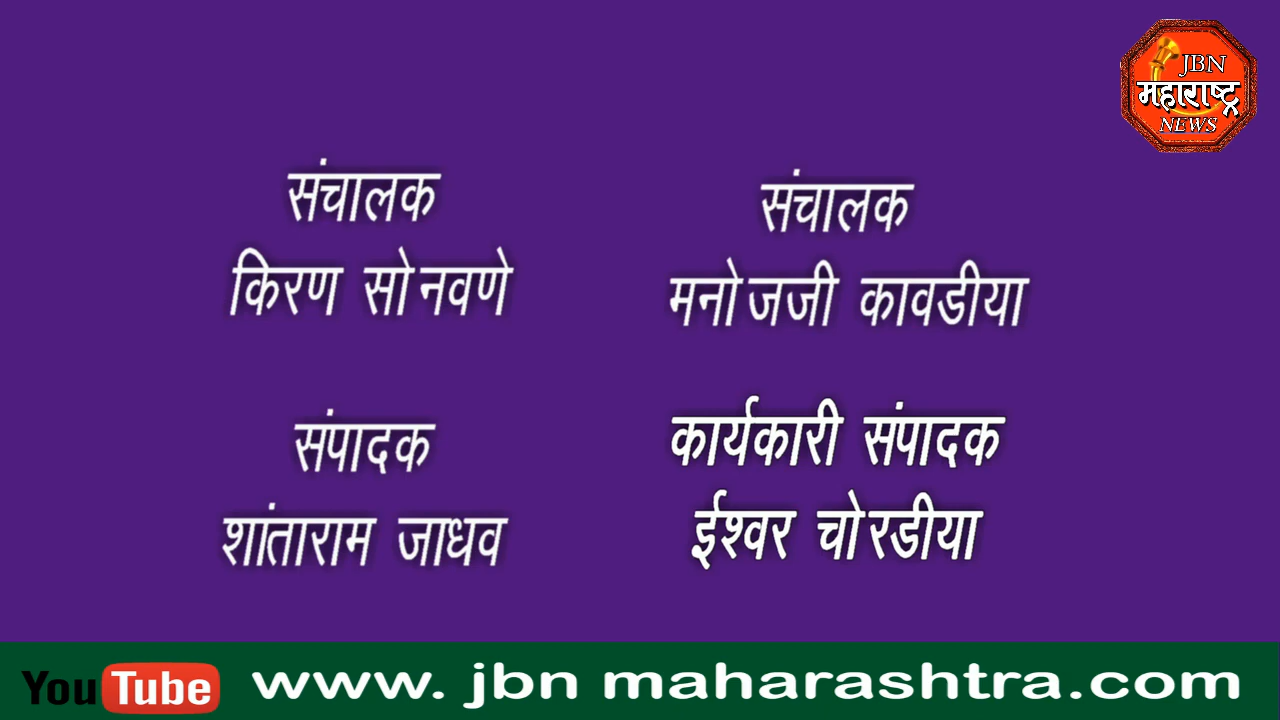 JBN
महाराष्ट्र
NEWS
संचालक
किरण सोनवणे
संचालक
मनोजजी कावडीया
संपादक
शांताराम जाधव
कार्यकारी संपादक
ईश्वर चोरडीया
YouTube www. jbn maharashtra.com